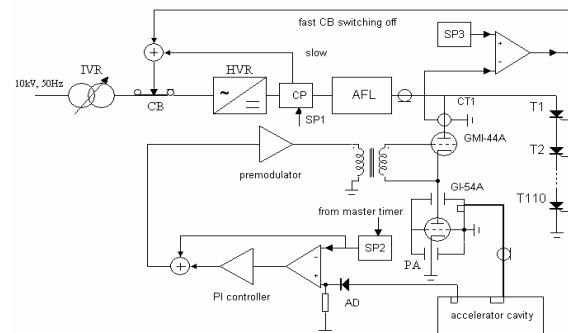 fast CB switching off
SP3
+
-
IVR
+
slow
HVR
10kV, 50Hz
~
=
CP
AFL
CB
SP1
CT1
GMI-44A
T1
T2
T110
premodulator
GI-54A
from master timer
SP2
PA
+
-
+
PI controller
AD
accelerator cavity